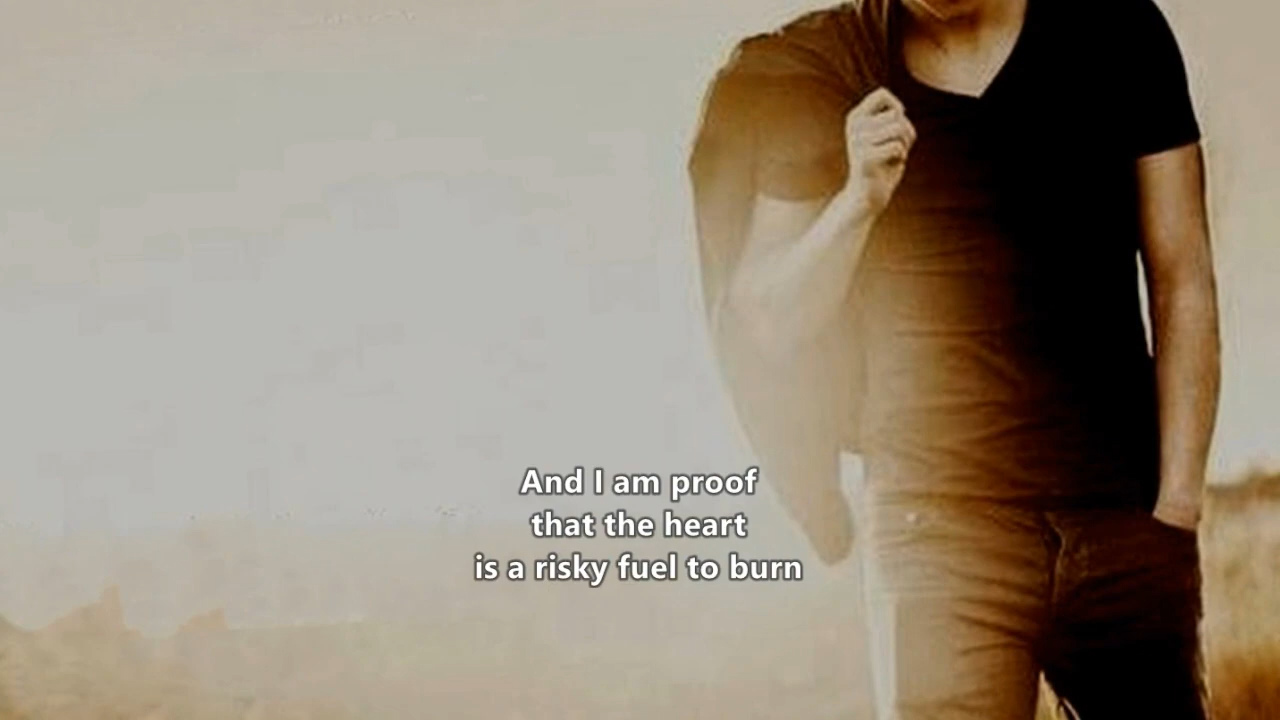 And I am proof
that the heart
is a risky fuel to burn